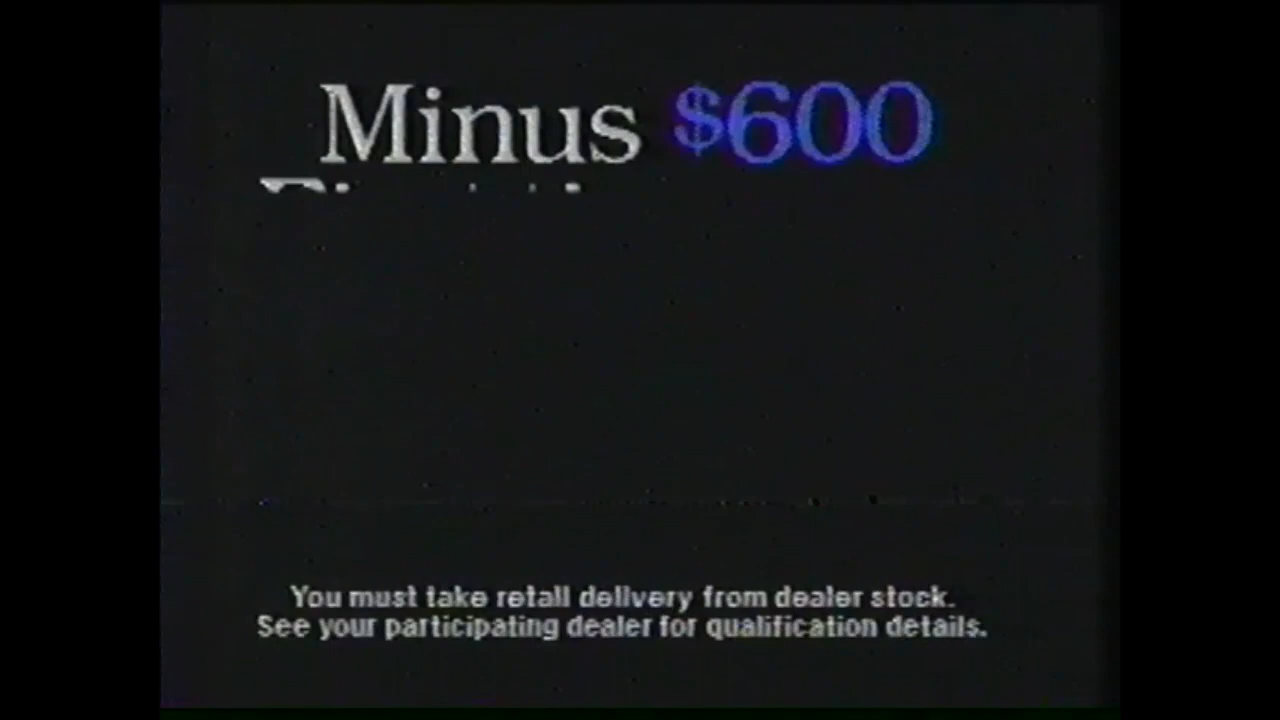 Minus $600
You must take retail delivery from dealer stock.
See your participating dealer for qualification details.